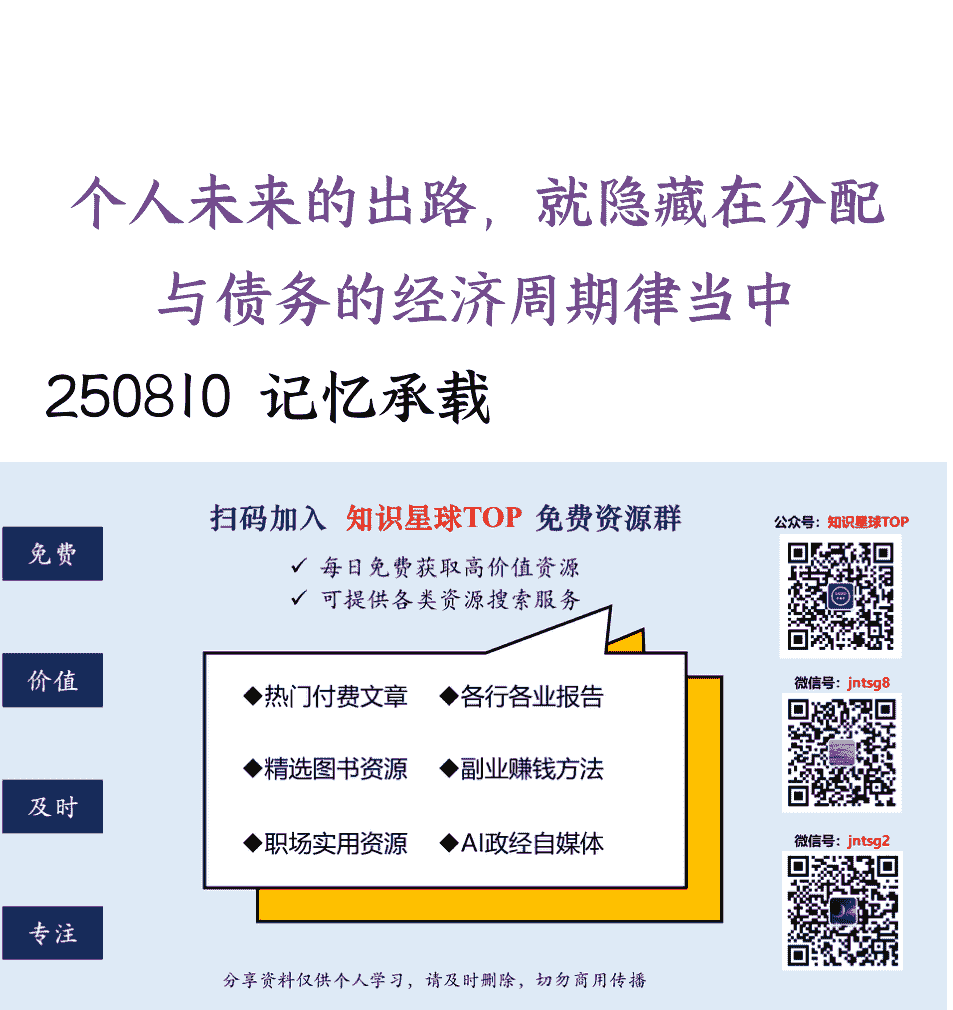 个人未来的出路，就隐藏在分配
与债务的经济周期律当中
250810 记忆承载
扫码加入 知识星球TOP 免费资源群
✓ 每日免费获取高价值资源
✓ 可提供各类资源搜索服务
免费
价值
及时
专注
◆热门付费文章 ◆各行各业报告
◆精选图书资源 ◆副业赚钱方法
◆职场实用资源 ◆AI政经自媒体
公众号：知识星球TOP
微信号：jntsg8
微信号：jntsg2
分享资料仅供个人学习，请及时删除，切勿商用传播